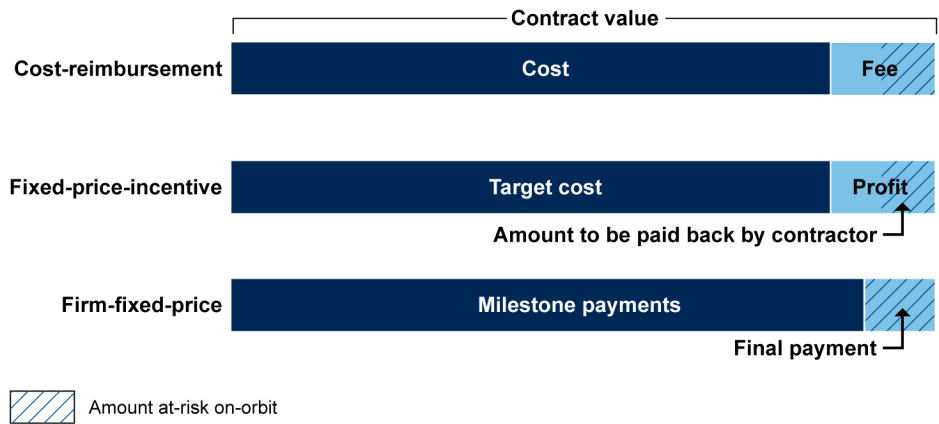 Contract value
Cost-reimbursement
Cost
Fee
Fixed-price-incentive
Target cost
Profit
Amount to be paid back by contractor
Firm-fixed-price
Milestone payments
Final payment
Amount at-risk on-orbit